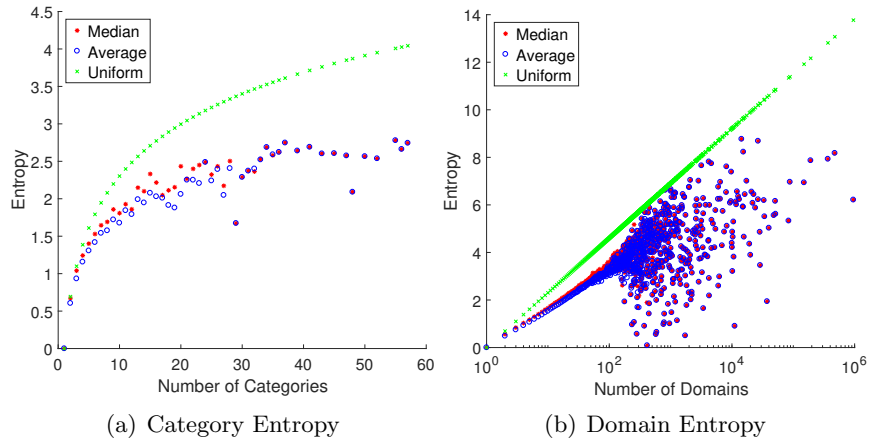 4.5
4
3.5
3
2.5
2
1.5
1
0.5
0
Entropy
Median
Average
Uniform
0 10 20 30 40 50 60
Number of Categories
(a) Category Entropy
14
12
10
8
6
4
2
0
Entropy
Median
Average
Uniform
10^0 10^2 10^4 10^6
Number of Domains
(b) Domain Entropy